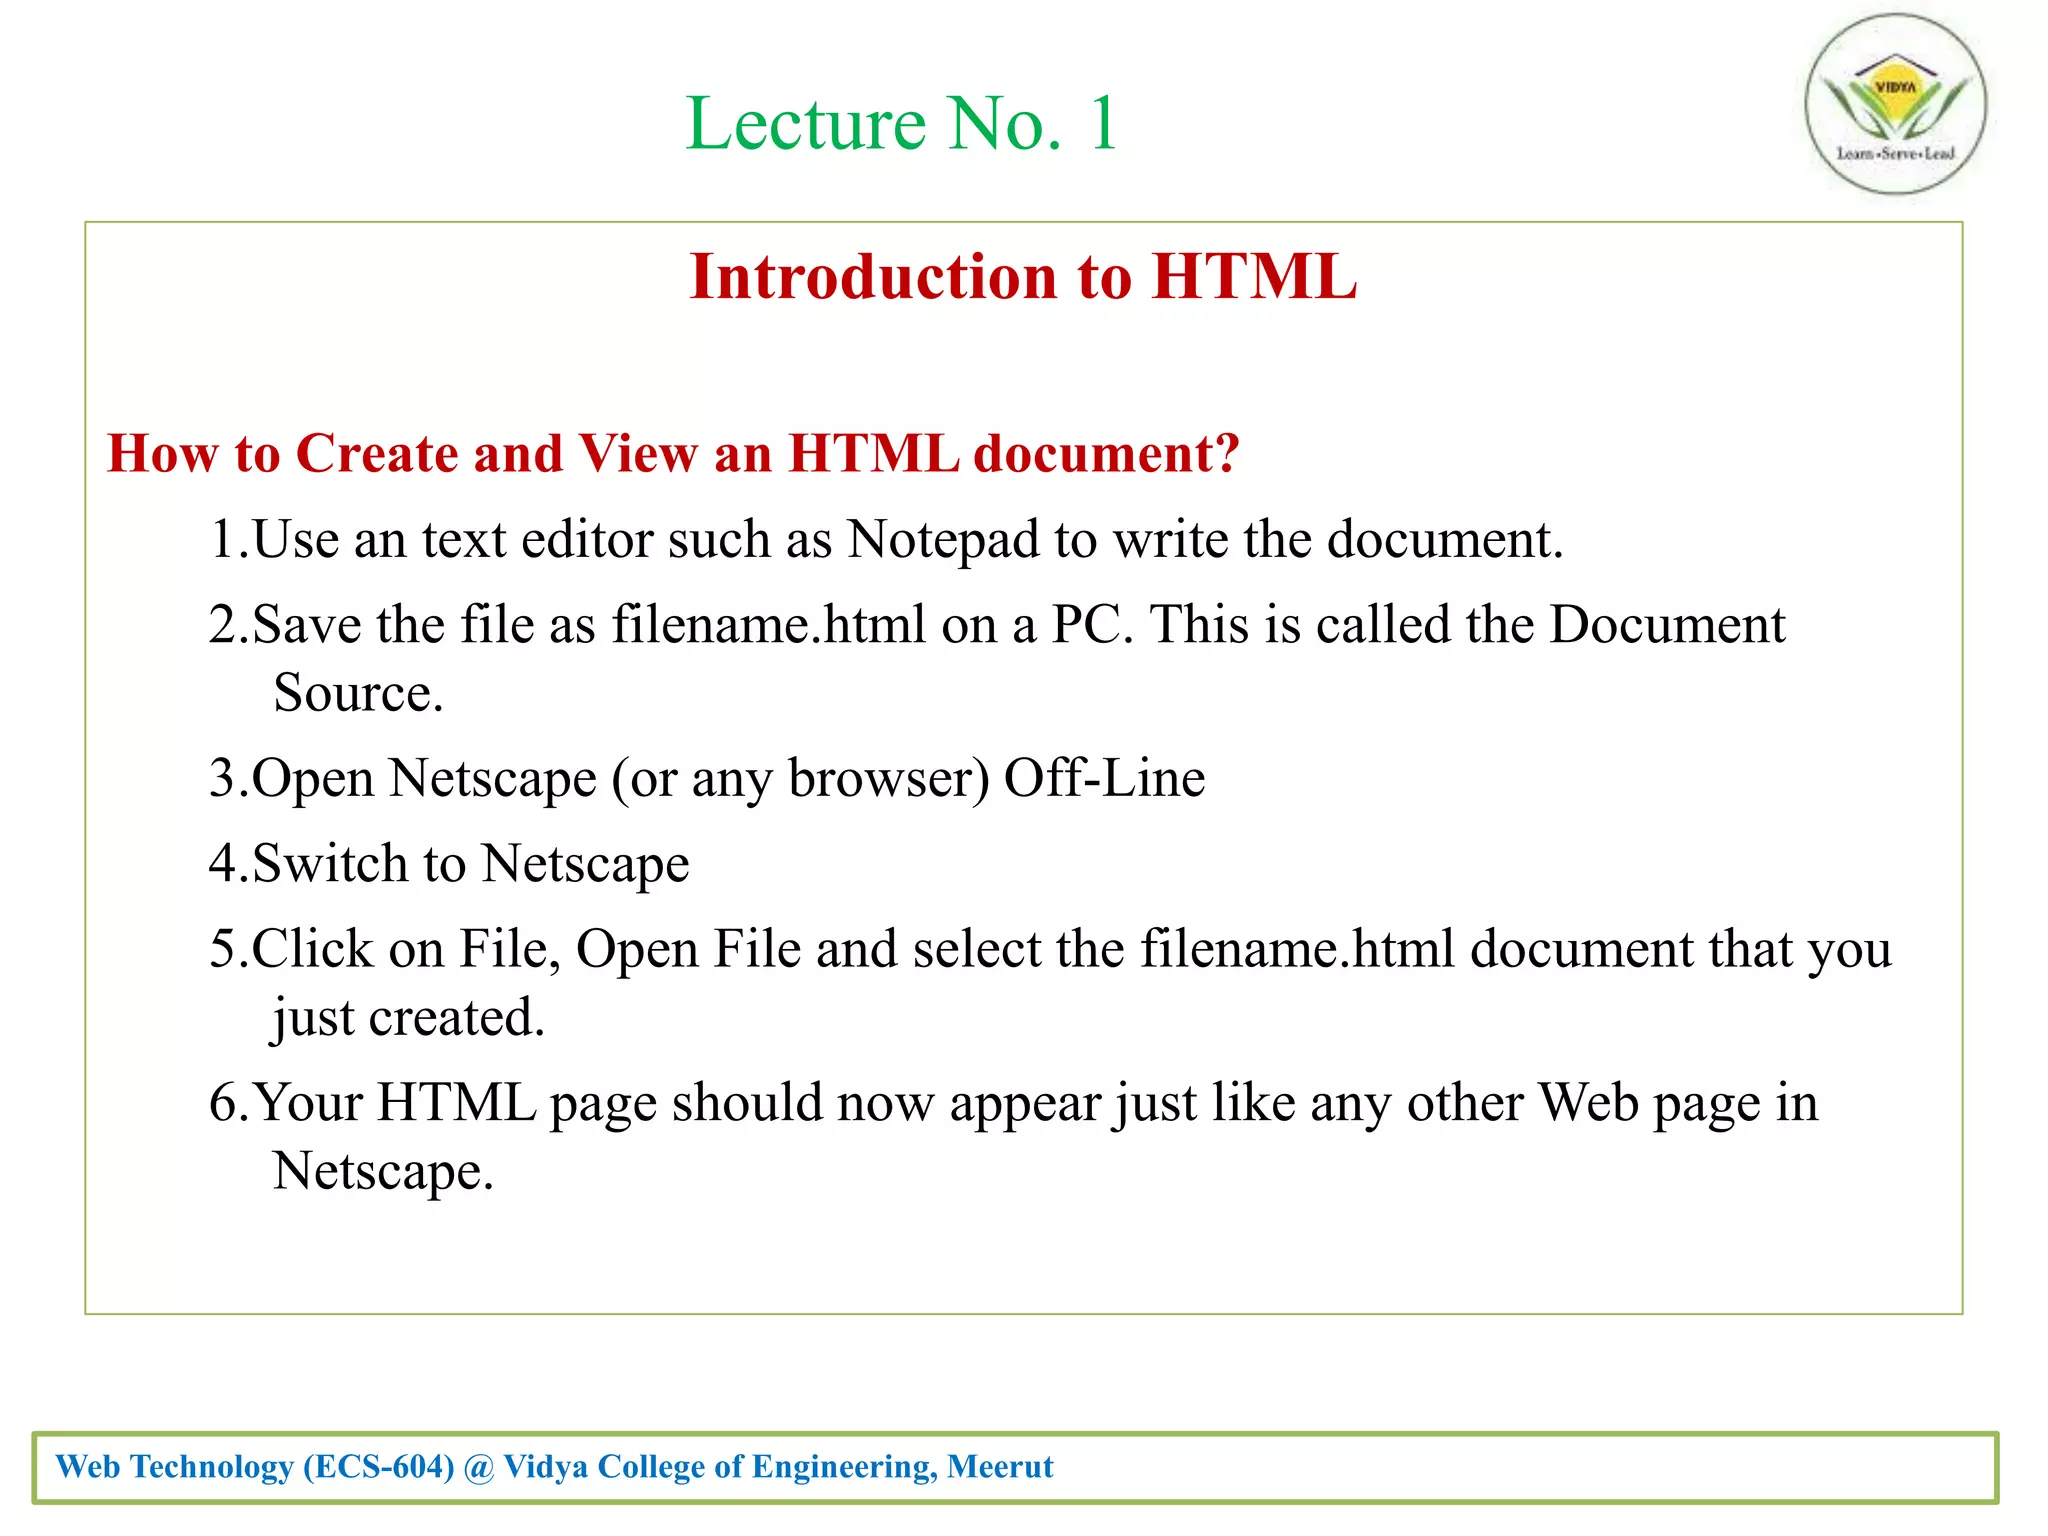 Lecture No. 1
VIDYA
Learn•Serve•Lead
Introduction to HTML
How to Create and View an HTML document?
1.Use an text editor such as Notepad to write the document.
2.Save the file as filename.html on a PC. This is called the Document
Source.
3.Open Netscape (or any browser) Off-Line
4.Switch to Netscape
5.Click on File, Open File and select the filename.html document that you
just created.
6.Your HTML page should now appear just like any other Web page in
Netscape.
Web Technology (ECS-604) @ Vidya College of Engineering, Meerut